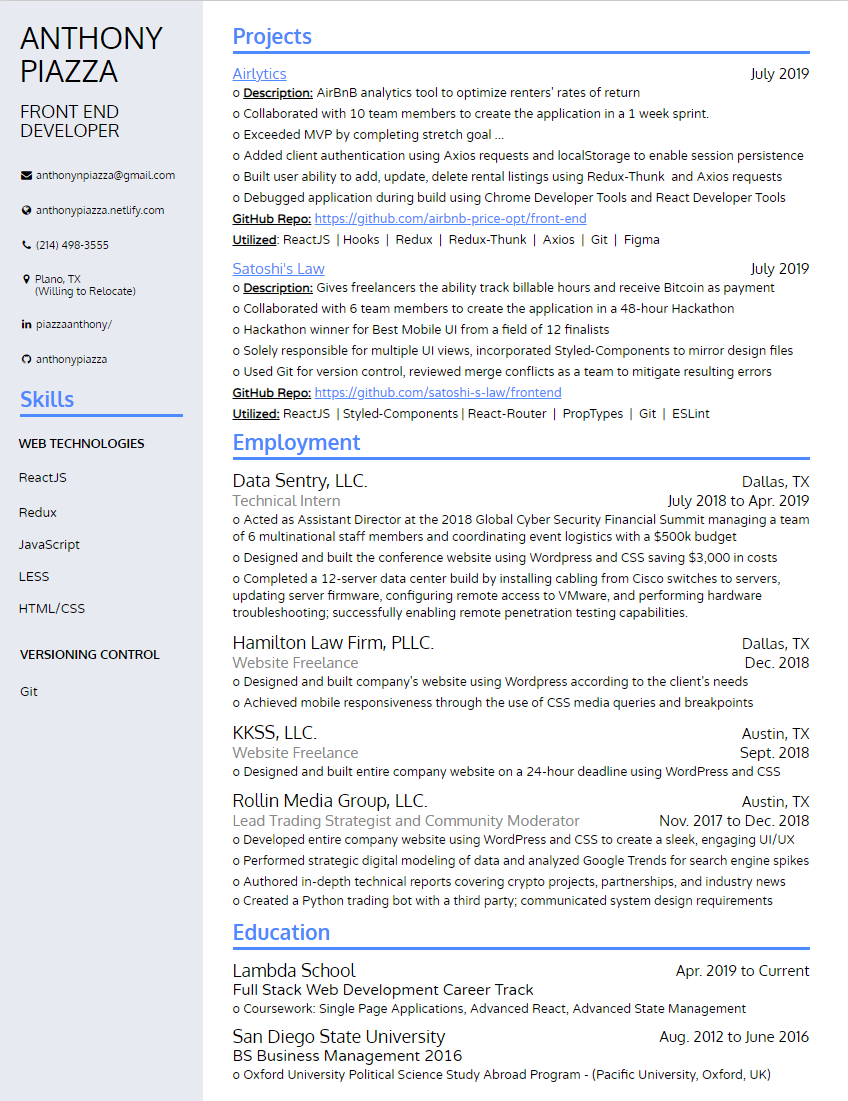 ANTHONY
PIAZZA
FRONT END
DEVELOPER
anthonynpiazza@gmail.com
anthonypiazza.netlify.com
(214) 498-3555
Plano, TX
(Willing to Relocate)
piazzaanthony/
anthonypiazza
Skills
WEB TECHNOLOGIES
ReactJS
Redux
JavaScript
LESS
HTML/CSS
VERSIONING CONTROL
Git
Projects
Airlytics July 2019
o Description: AirBnB analytics tool to optimize renters' rates of return
o Collaborated with 10 team members to create the application in a 1 week sprint.
o Exceeded MVP by completing stretch goal ...
o Added client authentication using Axios requests and localStorage to enable session persistence
o Built user ability to add, update, delete rental listings using Redux-Thunk and Axios requests
o Debugged application during build using Chrome Developer Tools and React Developer Tools
GitHub Repo: https://github.com/airbnb-price-opt/front-end
Utilized: ReactJS | Hooks | Redux | Redux-Thunk | Axios | Git | Figma
Satoshi's Law July 2019
o Description: Gives freelancers the ability track billable hours and receive Bitcoin as payment
o Collaborated with 6 team members to create the application in a 48-hour Hackathon
o Hackathon winner for Best Mobile UI from a field of 12 finalists
o Solely responsible for multiple UI views, incorporated Styled-Components to mirror design files
o Used Git for version control, reviewed merge conflicts as a team to mitigate resulting errors
GitHub Repo: https://github.com/satoshi-s-law/frontend
Utilized: ReactJS | Styled-Components | React-Router | PropTypes | Git | ESLint
Employment
Data Sentry, LLC. Dallas, TX
Technical Intern July 2018 to Apr. 2019
o Acted as Assistant Director at the 2018 Global Cyber Security Financial Summit managing a team
of 6 multinational staff members and coordinating event logistics with a $500k budget
o Designed and built the conference website using Wordpress and CSS saving $3,000 in costs
o Completed a 12-server data center build by installing cabling from Cisco switches to servers,
updating server firmware, configuring remote access to VMware, and performing hardware
troubleshooting; successfully enabling remote penetration testing capabilities.
Hamilton Law Firm, PLLC. Dallas, TX
Website Freelance Dec. 2018
o Designed and built company's website using Wordpress according to the client's needs
o Achieved mobile responsiveness through the use of CSS media queries and breakpoints
KKSS, LLC. Austin, TX
Website Freelance Sept. 2018
o Designed and built entire company website on a 24-hour deadline using WordPress and CSS
Rollin Media Group, LLC. Austin, TX
Lead Trading Strategist and Community Moderator Nov. 2017 to Dec. 2018
o Developed entire company website using WordPress and CSS to create a sleek, engaging UI/UX
o Performed strategic digital modeling of data and analyzed Google Trends for search engine spikes
o Authored in-depth technical reports covering crypto projects, partnerships, and industry news
o Created a Python trading bot with a third party; communicated system design requirements
Education
Lambda School Apr. 2019 to Current
Full Stack Web Development Career Track
o Coursework: Single Page Applications, Advanced React, Advanced State Management
San Diego State University Aug. 2012 to June 2016
BS Business Management 2016
o Oxford University Political Science Study Abroad Program - (Pacific University, Oxford, UK)